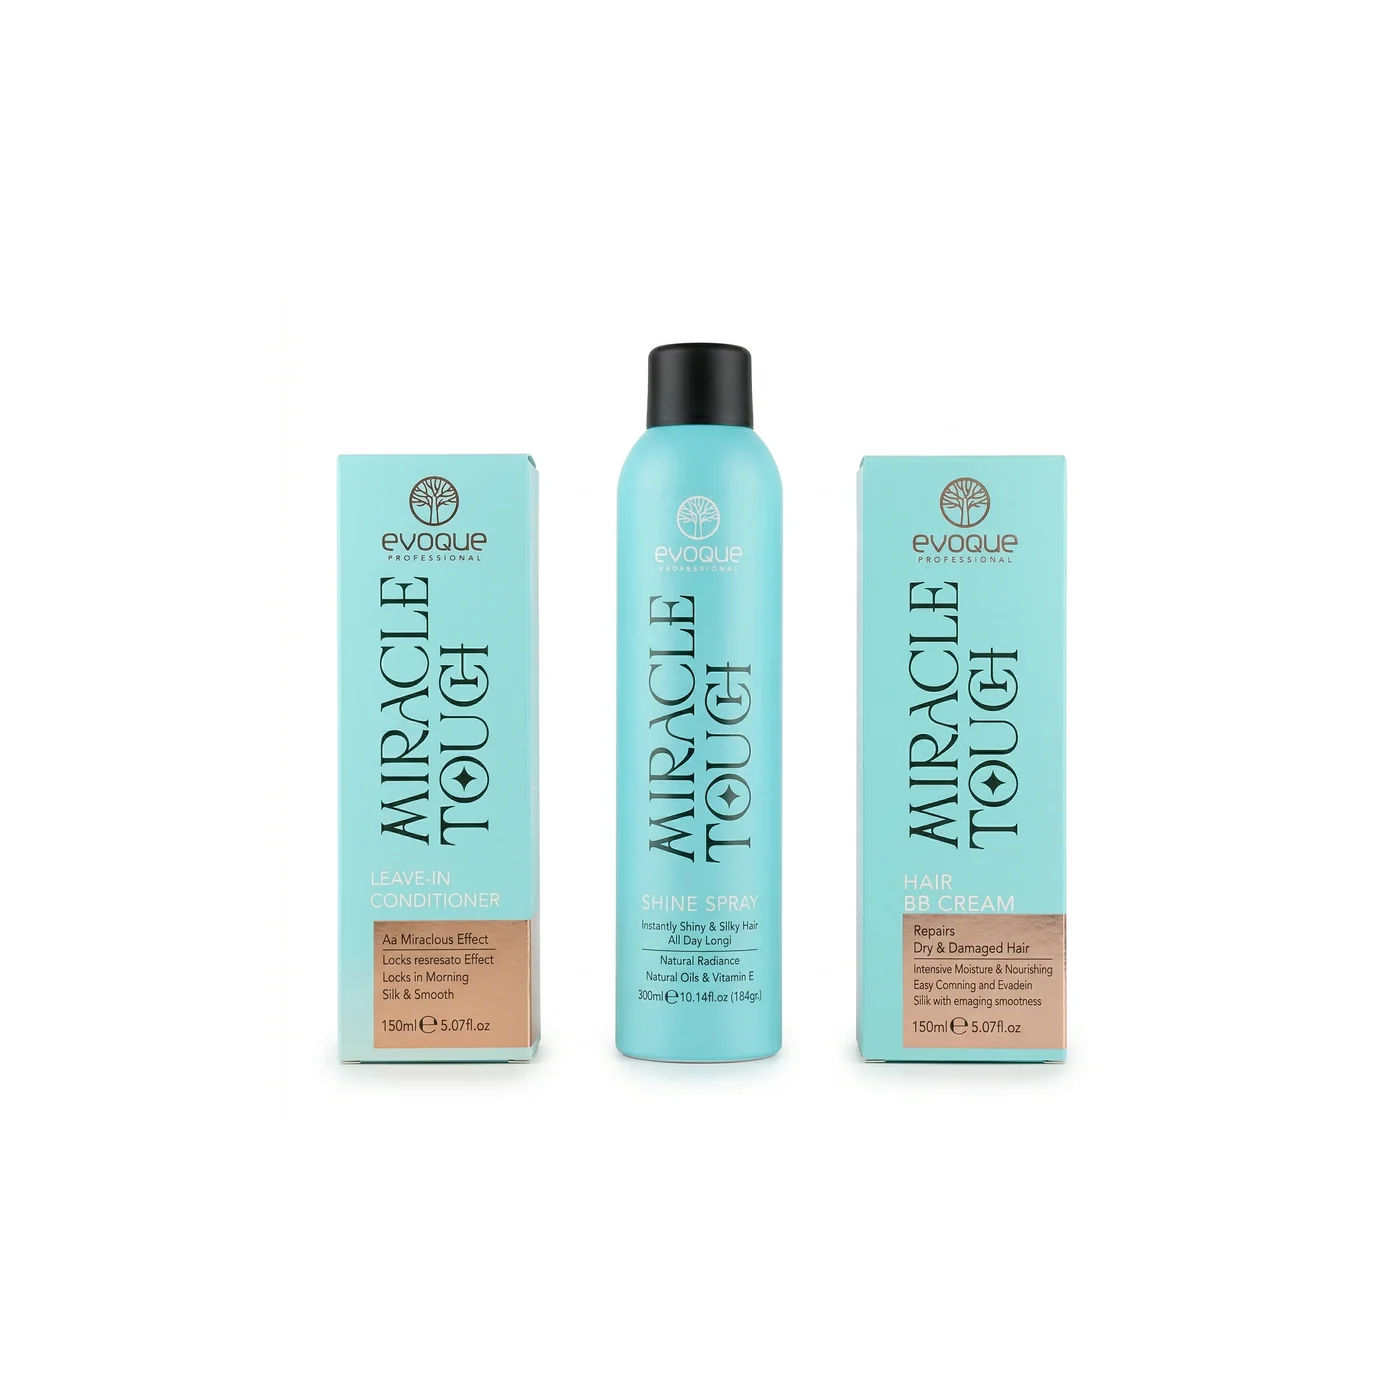 evoque
PROFESSIONAL
MIRACLE
TOUCH
LEAVE-IN
CONDITIONER
Aa Miraclous Effect
Locks resresato Effect
Locks in Morning
Silk & Smooth
150ml e 5.07fl.oz
evoque
PROFESSIONAL
MIRACLE
TOUCH
SHINE SPRAY
Instantly Shiny & SIlky Hair
All Day Longi
Natural Radiance
Natural Oils & Vitamin E
300ml e 10.14fl.oz (184gr.)
evoque
PROFESSIONAL
MIRACLE
TOUCH
HAIR
BB CREAM
Repairs
Dry & Damaged Hair
Intensive Moisture & Nourishing
Easy Comning and Evadein
Silik with emaging smootness
150ml e 5.07fl.oz